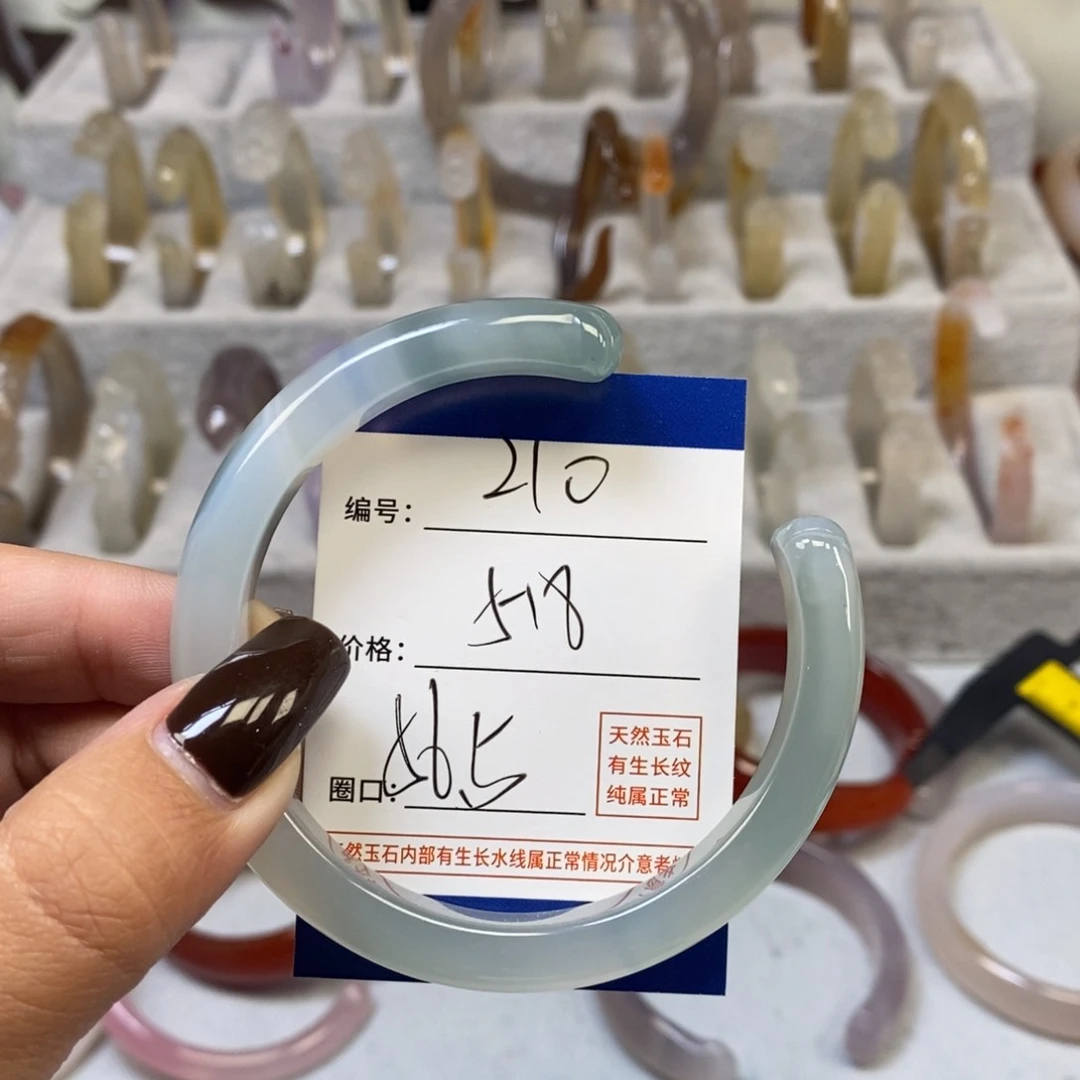 编号: 210
价格: 518
圈口: 56.5
天然玉石
有生长纹
纯属正常
然玉石内部有生长水线属正常情况介意者